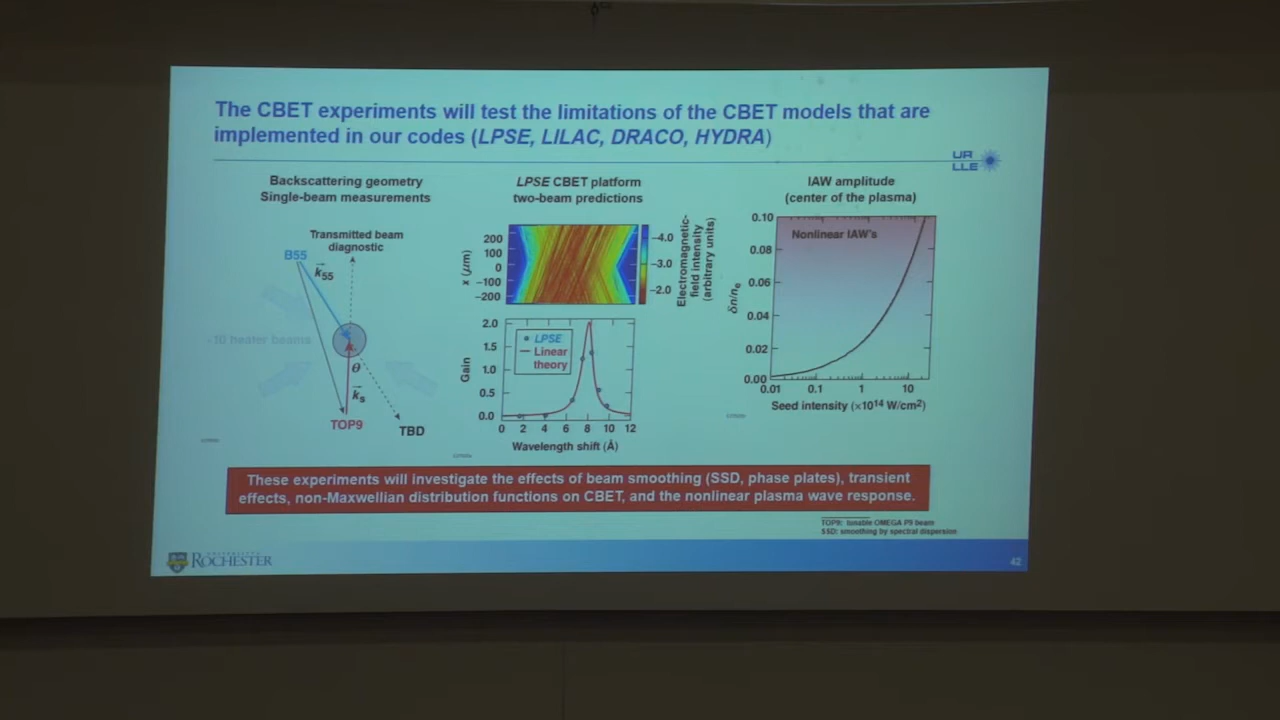 The CBET experiments will test the limitations of the CBET models that are
implemented in our codes (LPSE, LILAC, DRACO, HYDRA)
UR
LLE
Backscattering geometry
Single-beam measurements
Transmitted beam
diagnostic
B55
k55
~10 heater beams
θ
ks
TOP9
TBD
LPSE CBET platform
two-beam predictions
x (μm)
200
100
0
−100
−200
−4.0
−3.0
−2.0
Electromagnetic-
field intensity
(arbitrary units)
Gain
2.0
1.5
1.0
0.5
0.0
LPSE
Linear
theory
0 2 4 6 8 10 12
Wavelength shift (Å)
IAW amplitude
(center of the plasma)
δn/ne
0.10
0.08
0.06
0.04
0.02
0.00
Nonlinear IAW's
0.01 0.1 1 10
Seed intensity (×10¹⁴ W/cm²)
These experiments will investigate the effects of beam smoothing (SSD, phase plates), transient
effects, non-Maxwellian distribution functions on CBET, and the nonlinear plasma wave response.
TOP9: tunable OMEGA P9 beam
SSD: smoothing by spectral dispersion
UNIVERSITY of
ROCHESTER
42